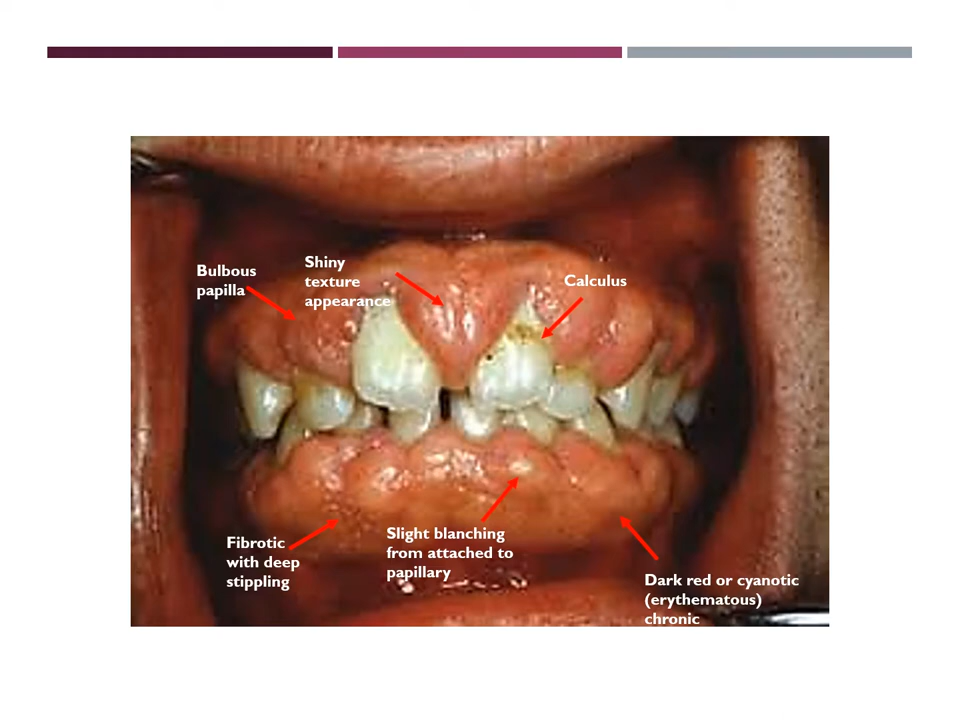 Bulbous
papilla
Shiny
texture
appearance
Calculus
Fibrotic
with deep
stippling
Slight blanching
from attached to
papillary
Dark red or cyanotic
(erythematous)
chronic